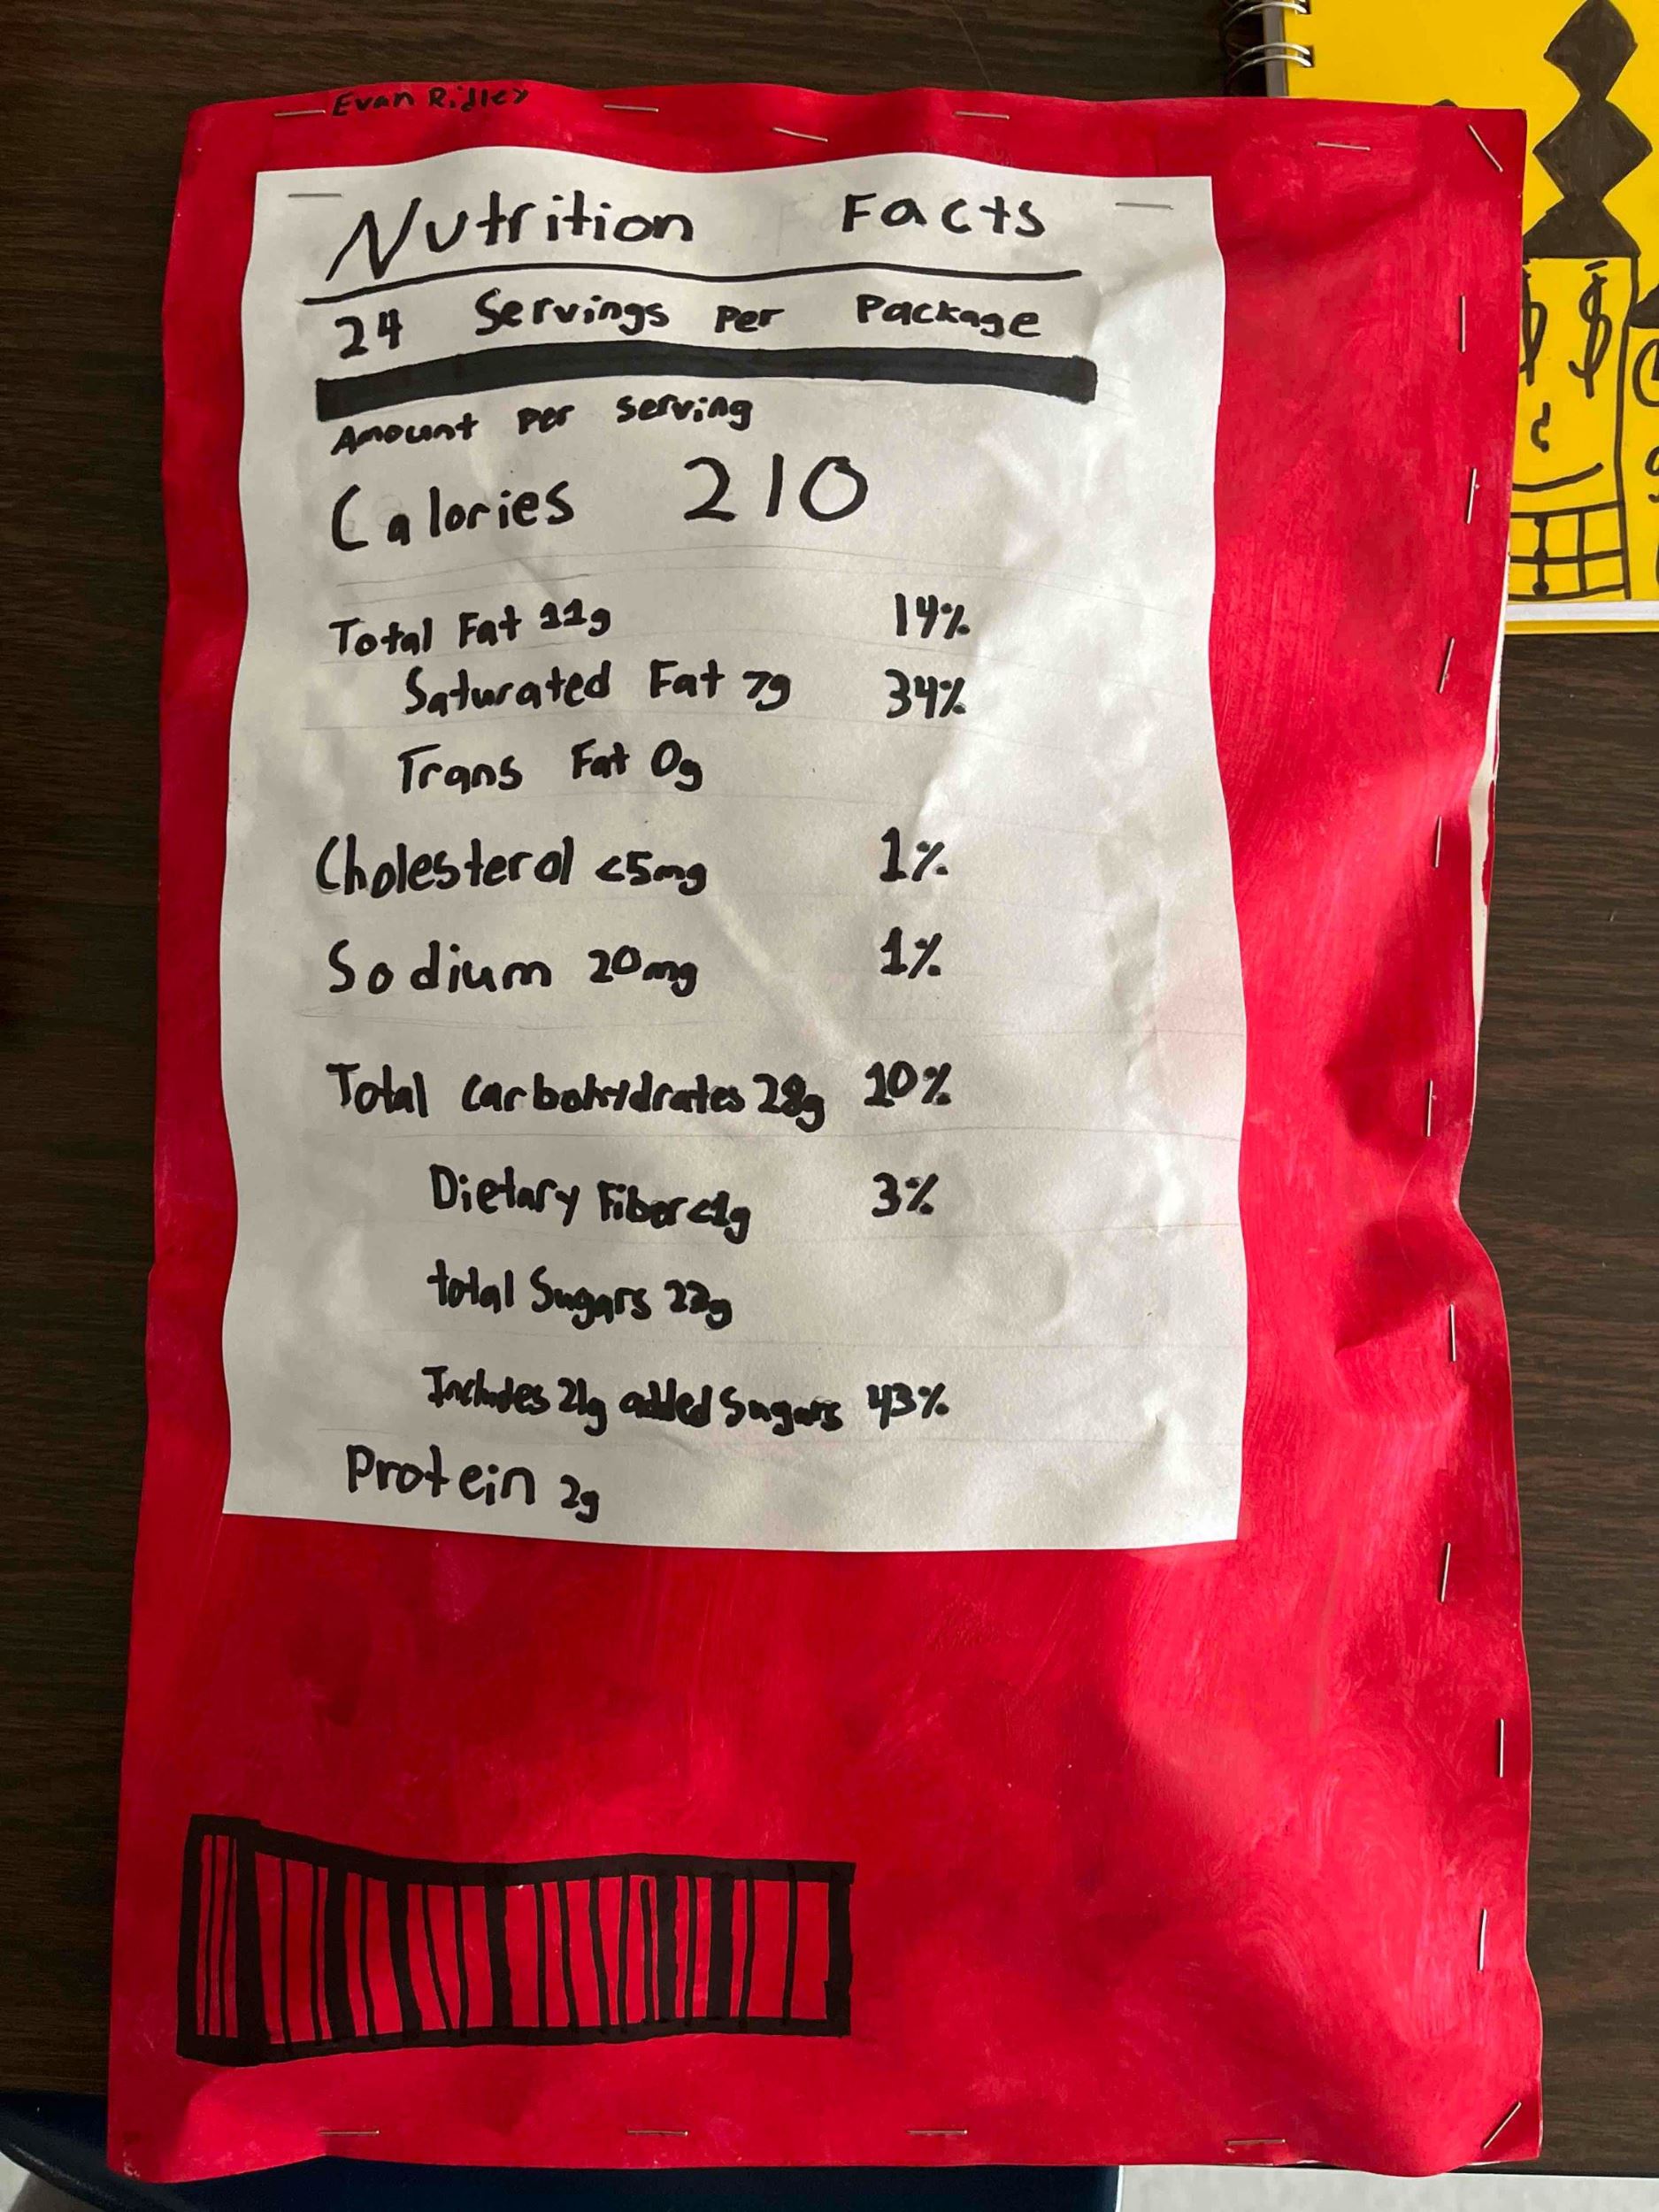 Evan Ridley
Nutrition Facts
24 Servings Per Package
Amount Per Serving
Calories 210
Total Fat 11g 14%
Saturated Fat 7g 34%
Trans Fat 0g
Cholesterol <5mg 1%
Sodium 20mg 1%
Total carbohydrates 28g 10%
Dietary Fiber <1g 3%
total Sugars 22g
Includes 21g added Sugars 43%
Protein 2g
$ $